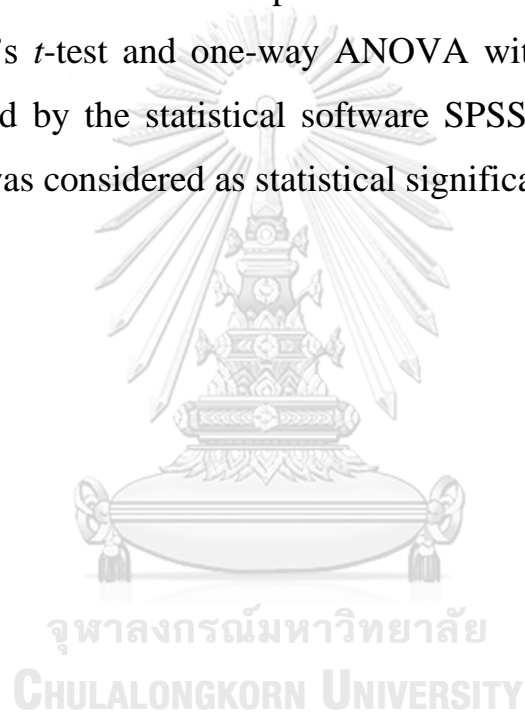 's t-test and one-way ANOVA wit
d by the statistical software SPSS
was considered as statistical significa
จุฬาลงกรณ์มหาวิทยาลัย
CHULALONGKORN UNIVERSITY